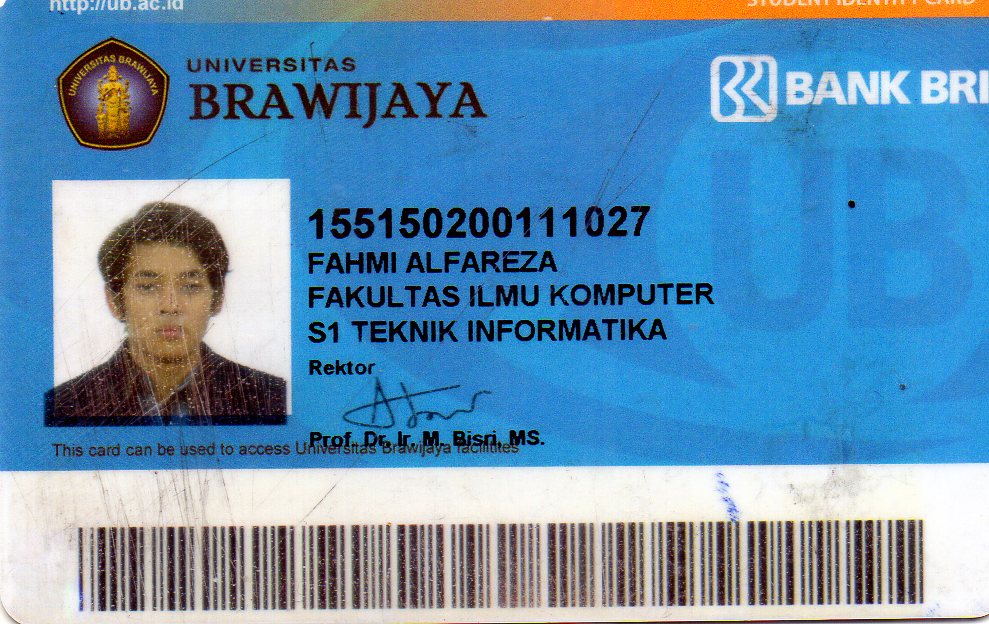 http://ub.ac.id
STUDENT IDENTITY CARD
UNIVERSITAS BRAWIJAYA
UNIVERSITAS
BRAWIJAYA
BANK BRI
UB
155150200111027
FAHMI ALFAREZA
FAKULTAS ILMU KOMPUTER
S1 TEKNIK INFORMATIKA
Rektor
Prof. Dr. Ir. M. Bisri, MS.
This card can be used to access Universitas Brawijaya facilitites